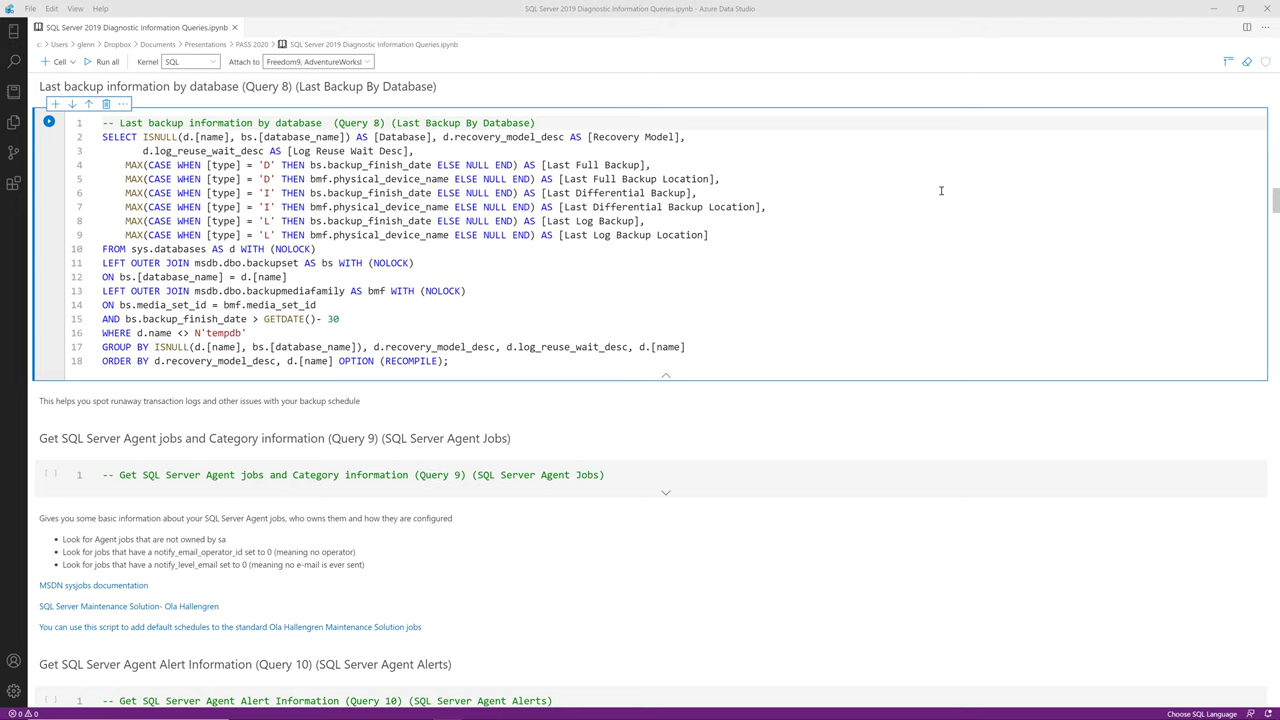 File Edit View Help
SQL Server 2019 Diagnostic Information Queries.ipynb - Azure Data Studio
SQL Server 2019 Diagnostic Information Queries.ipynb
c: > Users > glenn > Dropbox > Documents > Presentations > PASS 2020 > SQL Server 2019 Diagnostic Information Queries.ipynb
Cell Run all Kernel SQL Attach to Freedom9, AdventureWorksl
Last backup information by database (Query 8) (Last Backup By Database)
1 -- Last backup information by database  (Query 8) (Last Backup By Database)
2 SELECT ISNULL(d.[name], bs.[database_name]) AS [Database], d.recovery_model_desc AS [Recovery Model],
3 d.log_reuse_wait_desc AS [Log Reuse Wait Desc],
4 MAX(CASE WHEN [type] = 'D' THEN bs.backup_finish_date ELSE NULL END) AS [Last Full Backup],
5 MAX(CASE WHEN [type] = 'D' THEN bmf.physical_device_name ELSE NULL END) AS [Last Full Backup Location],
6 MAX(CASE WHEN [type] = 'I' THEN bs.backup_finish_date ELSE NULL END) AS [Last Differential Backup],
7 MAX(CASE WHEN [type] = 'I' THEN bmf.physical_device_name ELSE NULL END) AS [Last Differential Backup Location],
8 MAX(CASE WHEN [type] = 'L' THEN bs.backup_finish_date ELSE NULL END) AS [Last Log Backup],
9 MAX(CASE WHEN [type] = 'L' THEN bmf.physical_device_name ELSE NULL END) AS [Last Log Backup Location]
10 FROM sys.databases AS d WITH (NOLOCK)
11 LEFT OUTER JOIN msdb.dbo.backupset AS bs WITH (NOLOCK)
12 ON bs.[database_name] = d.[name]
13 LEFT OUTER JOIN msdb.dbo.backupmediafamily AS bmf WITH (NOLOCK)
14 ON bs.media_set_id = bmf.media_set_id
15 AND bs.backup_finish_date > GETDATE()- 30
16 WHERE d.name <> N'tempdb'
17 GROUP BY ISNULL(d.[name], bs.[database_name]), d.recovery_model_desc, d.log_reuse_wait_desc, d.[name]
18 ORDER BY d.recovery_model_desc, d.[name] OPTION (RECOMPILE);
This helps you spot runaway transaction logs and other issues with your backup schedule
Get SQL Server Agent jobs and Category information (Query 9) (SQL Server Agent Jobs)
[ ] 1 -- Get SQL Server Agent jobs and Category information (Query 9) (SQL Server Agent Jobs)
Gives you some basic information about your SQL Server Agent jobs, who owns them and how they are configured
• Look for Agent jobs that are not owned by sa
• Look for jobs that have a notify_email_operator_id set to 0 (meaning no operator)
• Look for jobs that have a notify_level_email set to 0 (meaning no e-mail is ever sent)
MSDN sysjobs documentation
SQL Server Maintenance Solution- Ola Hallengren
You can use this script to add default schedules to the standard Ola Hallengren Maintenance Solution jobs
Get SQL Server Agent Alert Information (Query 10) (SQL Server Agent Alerts)
[ ] 1 -- Get SQL Server Agent Alert Information (Query 10) (SQL Server Agent Alerts)
0 0 Choose SQL Language